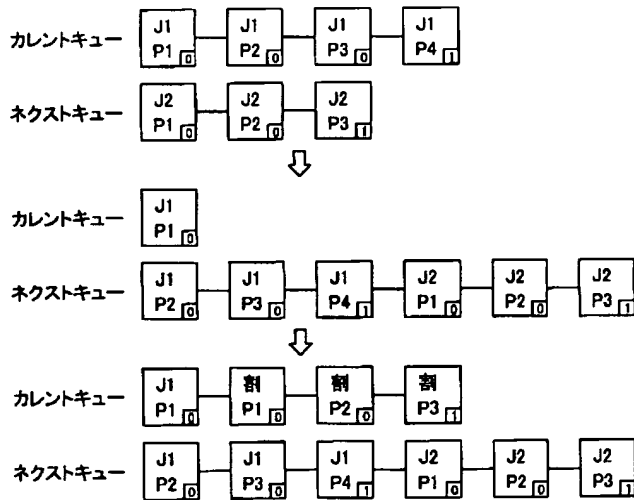 カレントキュー
J1 J1 J1 J1
P1 0 P2 0 P3 0 P4 1
ネクストキュー
J2 J2 J2
P1 0 P2 0 P3 1
カレントキュー
J1
P1 0
ネクストキュー
J1 J1 J1 J2 J2 J2
P2 0 P3 0 P4 1 P1 0 P2 0 P3 1
カレントキュー
J1 割 割 割
P1 0 P1 0 P2 0 P3 1
ネクストキュー
J1 J1 J1 J2 J2 J2
P2 0 P3 0 P4 1 P1 0 P2 0 P3 1